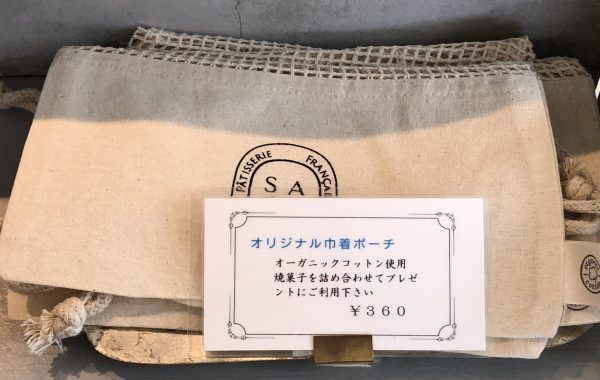 PÂTISSERIE FRANÇAI
SA
オリジナル巾着ポーチ
オーガニックコットン使用
焼菓子を詰め合わせてプレゼ
ントにご利用下さい
￥３６０